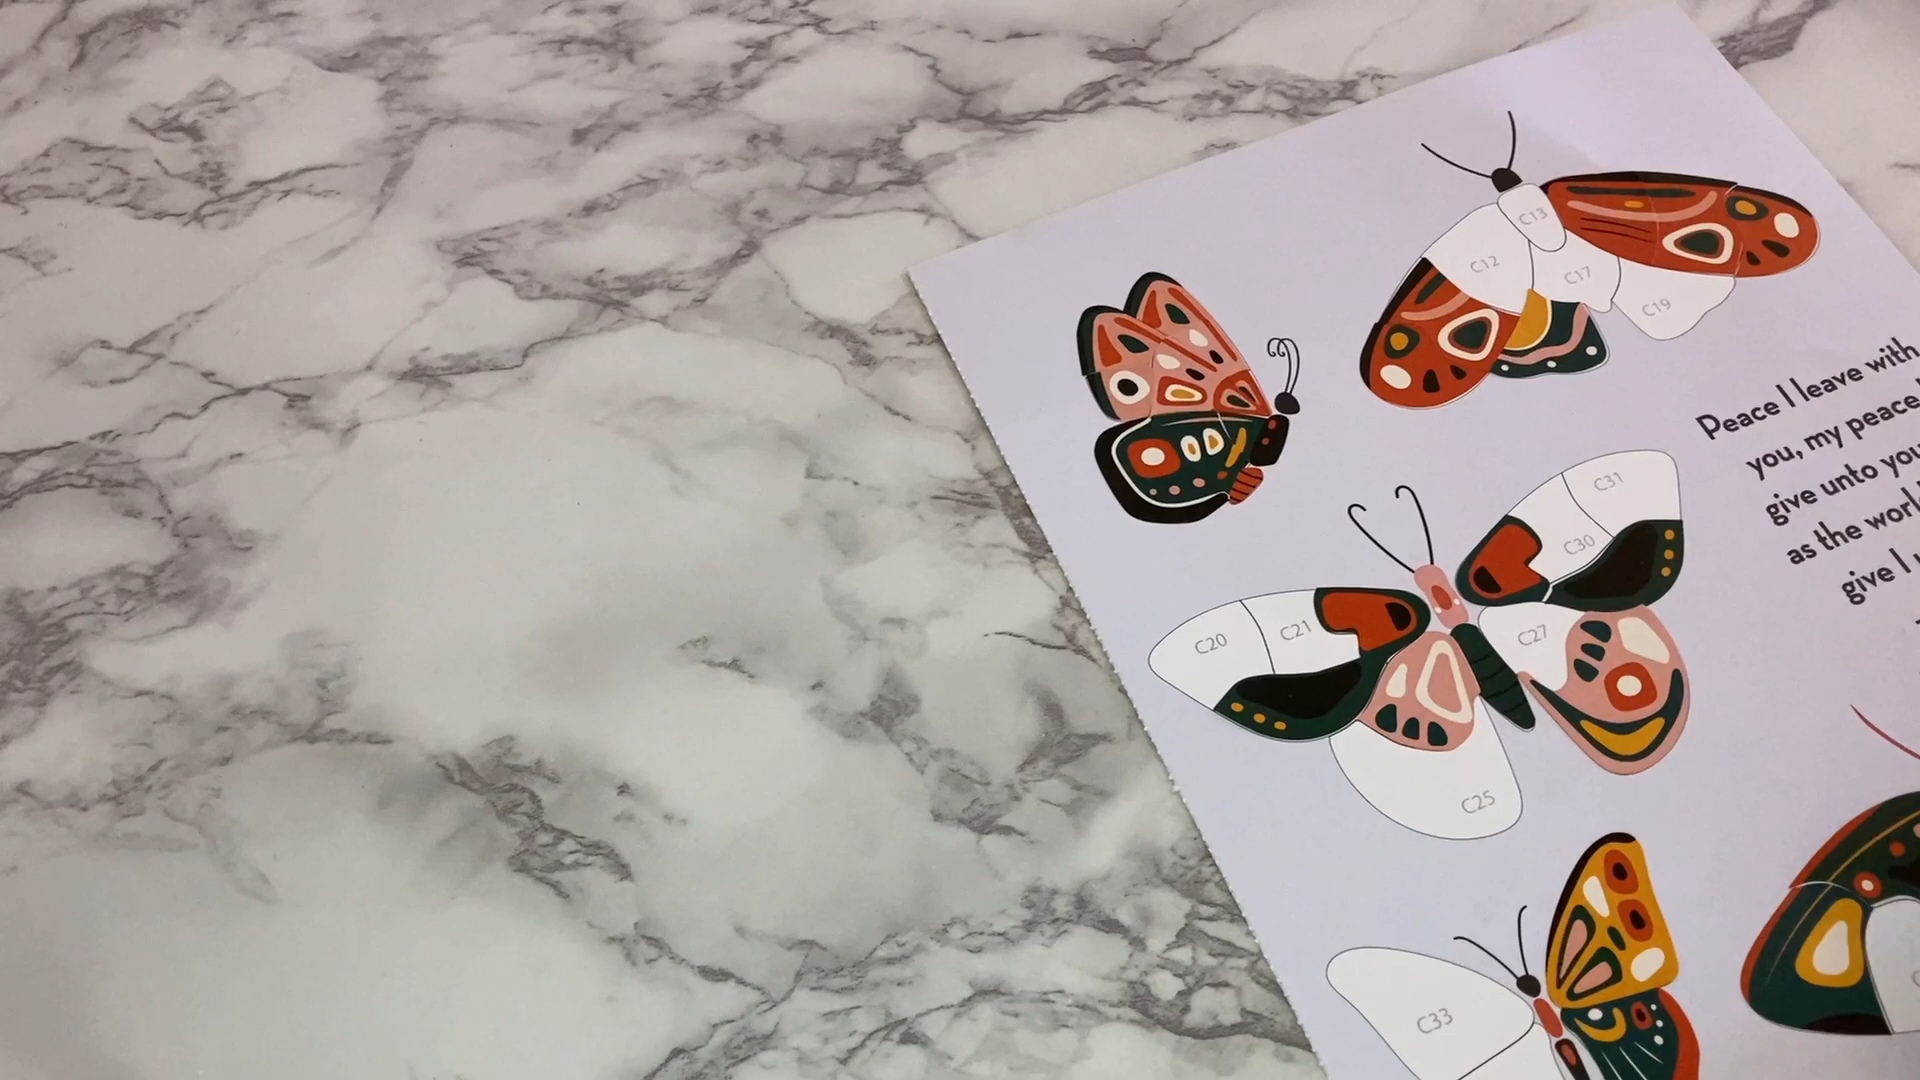 C13
C12
C17
C19
Peace I leave with
you, my peace
give unto you
as the worl
give I
C31
C30
C20
C21
C27
C25
C33